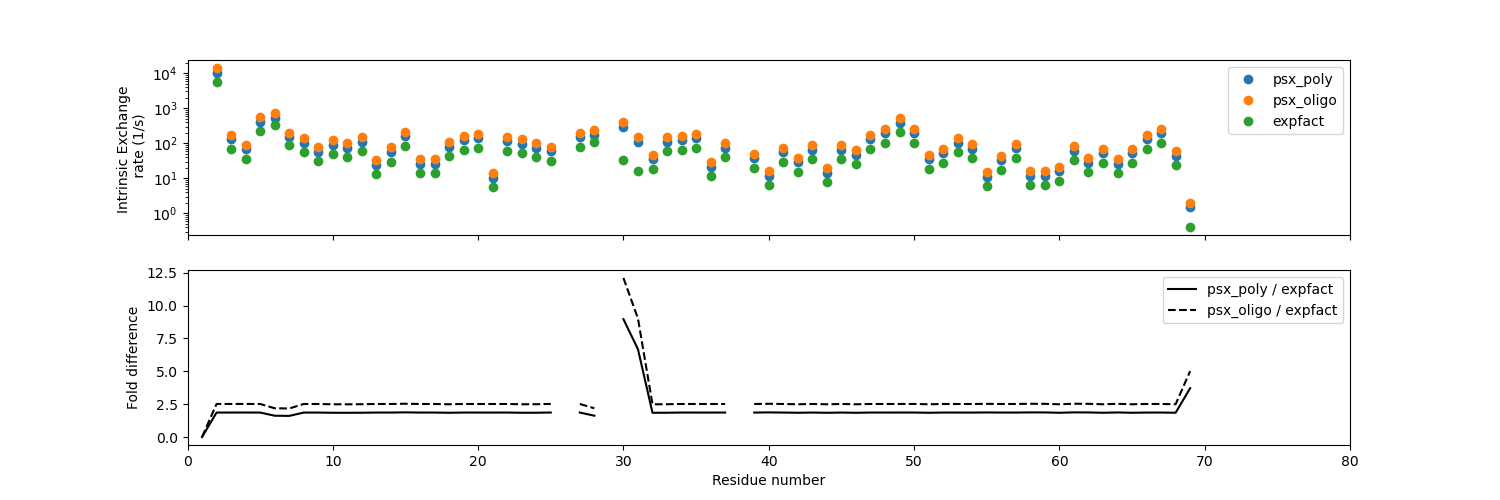 Intrinsic Exchange
rate (1/s)
10⁴
10³
10²
10¹
10⁰
psx_poly
psx_oligo
expfact
Fold difference
12.5
10.0
7.5
5.0
2.5
0.0
psx_poly / expfact
psx_oligo / expfact
0 10 20 30 40 50 60 70 80
Residue number